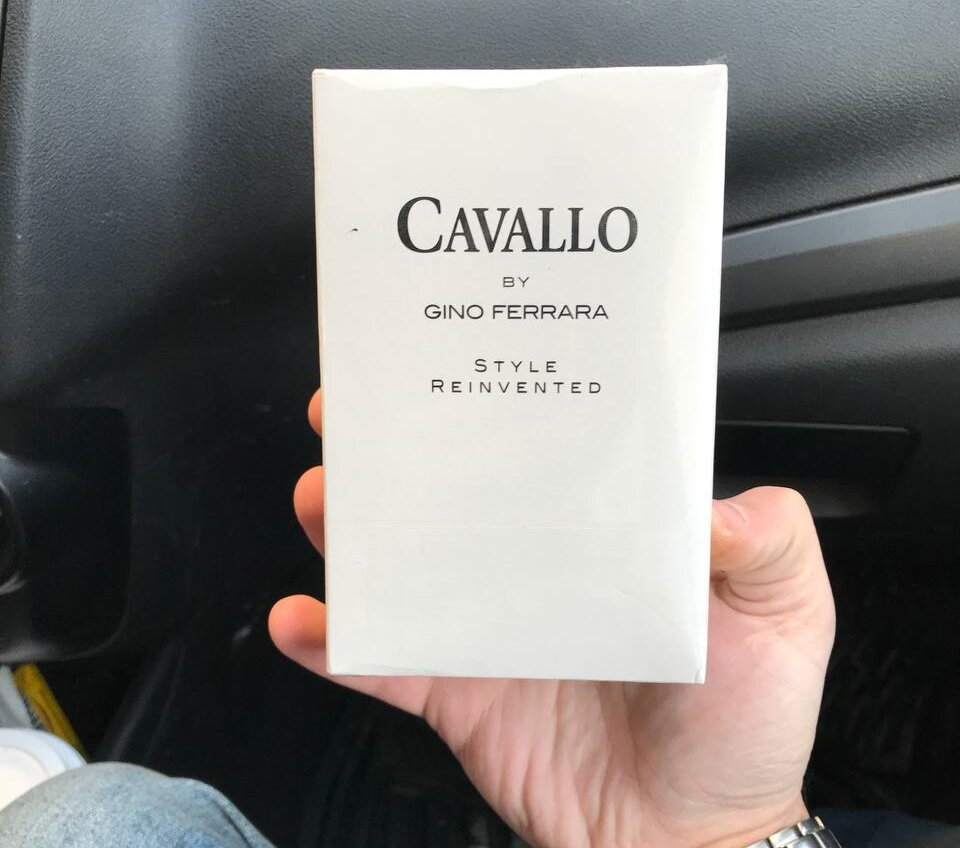 CAVALLO
BY
GINO FERRARA
STYLE
REINVENTED